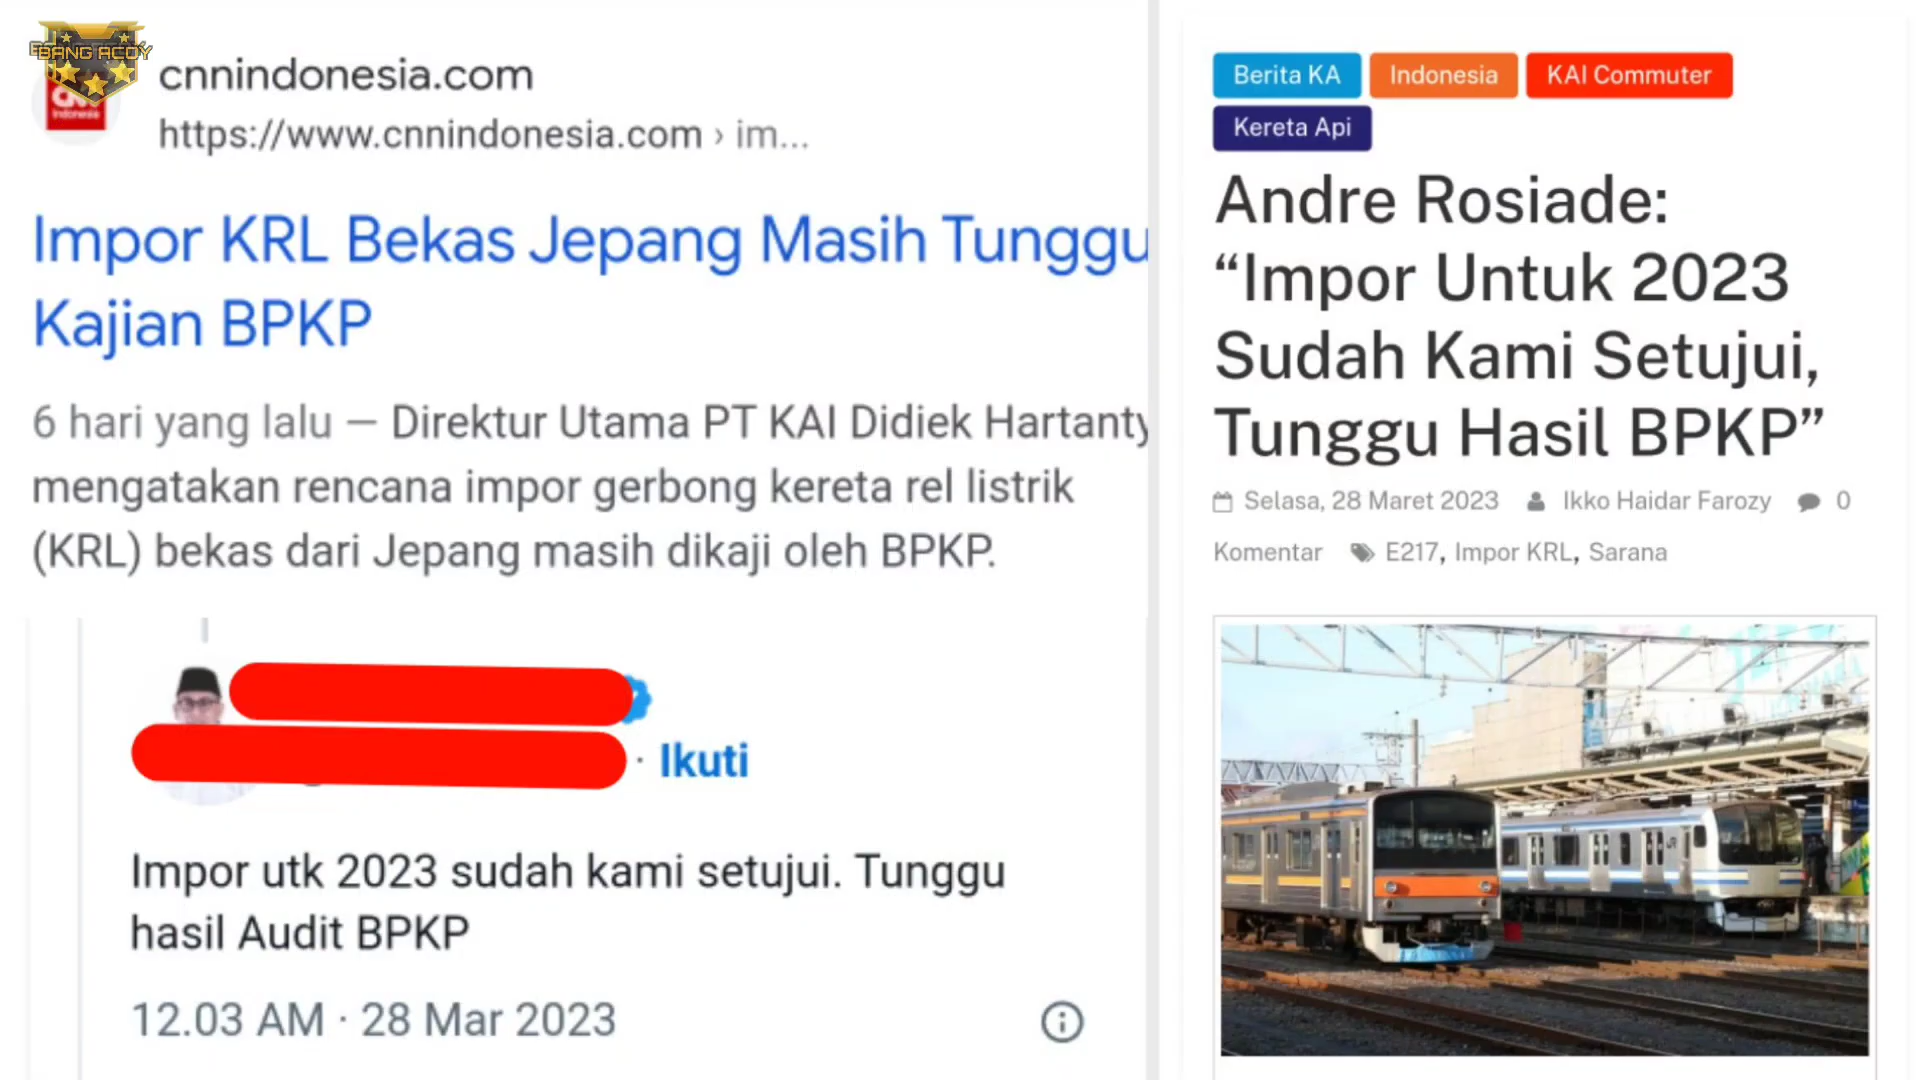 BANG ACOY
CNN
Indonesia
cnnindonesia.com
https://www.cnnindonesia.com › im...
Impor KRL Bekas Jepang Masih Tunggu
Kajian BPKP
6 hari yang lalu — Direktur Utama PT KAI Didiek Hartanty
mengatakan rencana impor gerbong kereta rel listrik
(KRL) bekas dari Jepang masih dikaji oleh BPKP.
· Ikuti
Impor utk 2023 sudah kami setujui. Tunggu
hasil Audit BPKP
12.03 AM · 28 Mar 2023
Berita KA
Indonesia
KAI Commuter
Kereta Api
Andre Rosiade:
“Impor Untuk 2023
Sudah Kami Setujui,
Tunggu Hasil BPKP”
Selasa, 28 Maret 2023 Ikko Haidar Farozy 0
Komentar E217, Impor KRL, Sarana